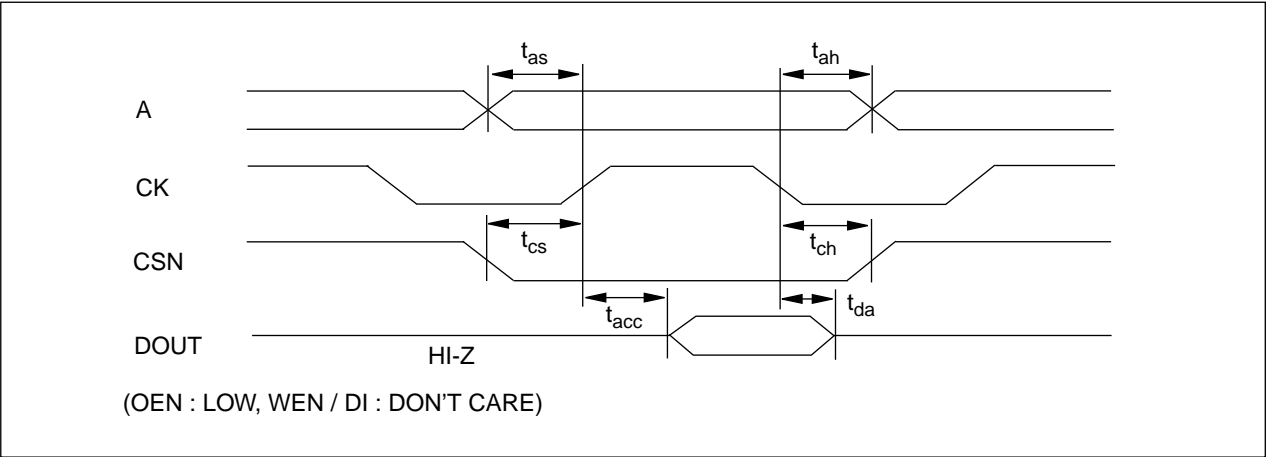 tas
tah
A
CK
tcs
tch
CSN
tacc
tda
DOUT
HI-Z
(OEN : LOW, WEN / DI : DON'T CARE)